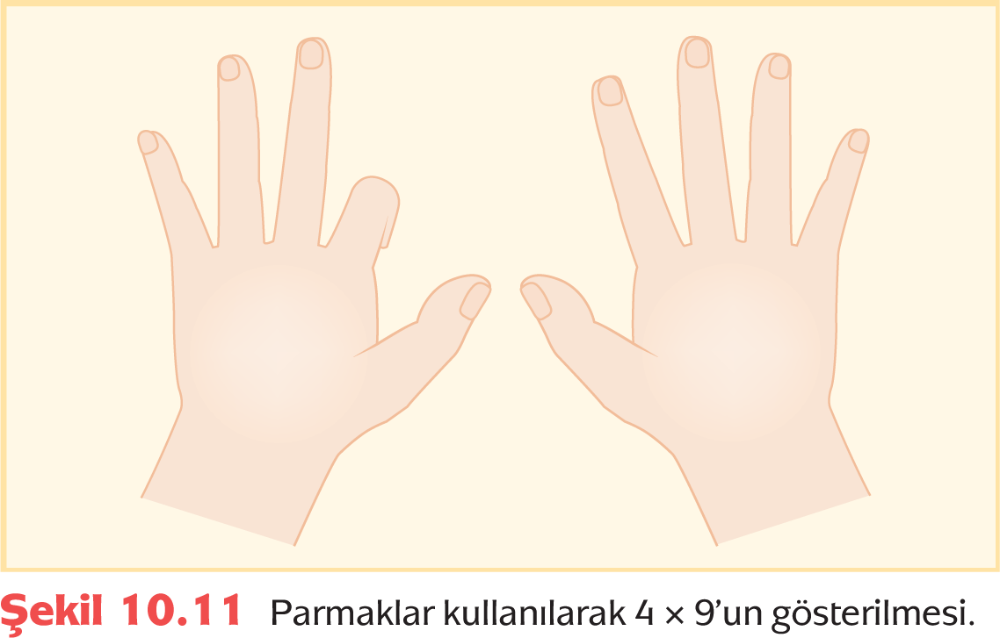 Şekil 10.11 Parmaklar kullanılarak 4 × 9’un gösterilmesi.